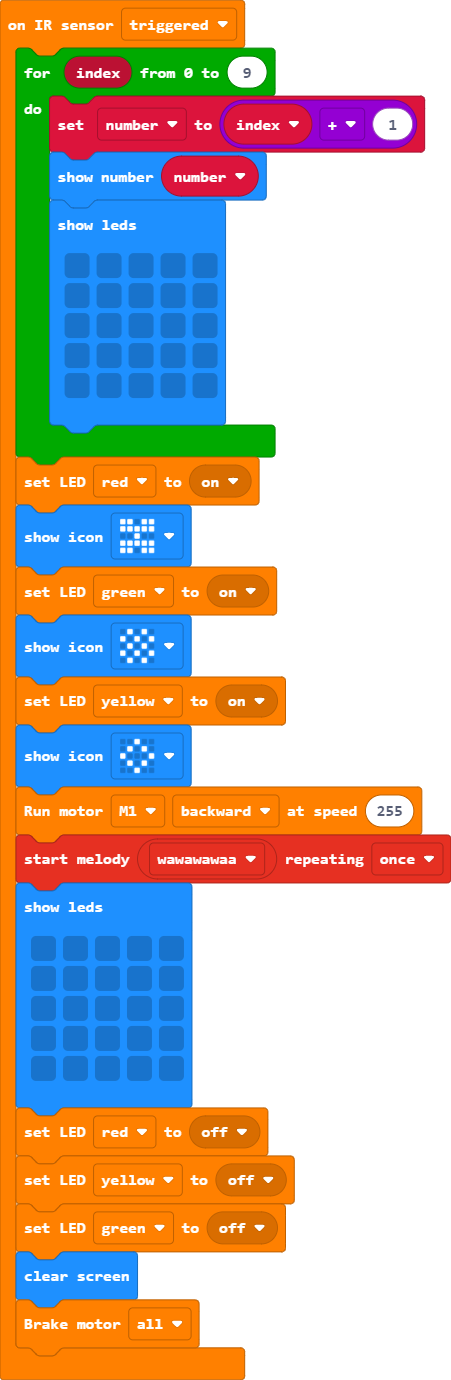 on IR sensor triggered
for index from 0 to 9
do
set number to index + 1
show number number
show leds
set LED red to on
show icon
set LED green to on
show icon
set LED yellow to on
show icon
Run motor M1 backward at speed 255
start melody wawawawaa repeating once
show leds
set LED red to off
set LED yellow to off
set LED green to off
clear screen
Brake motor all